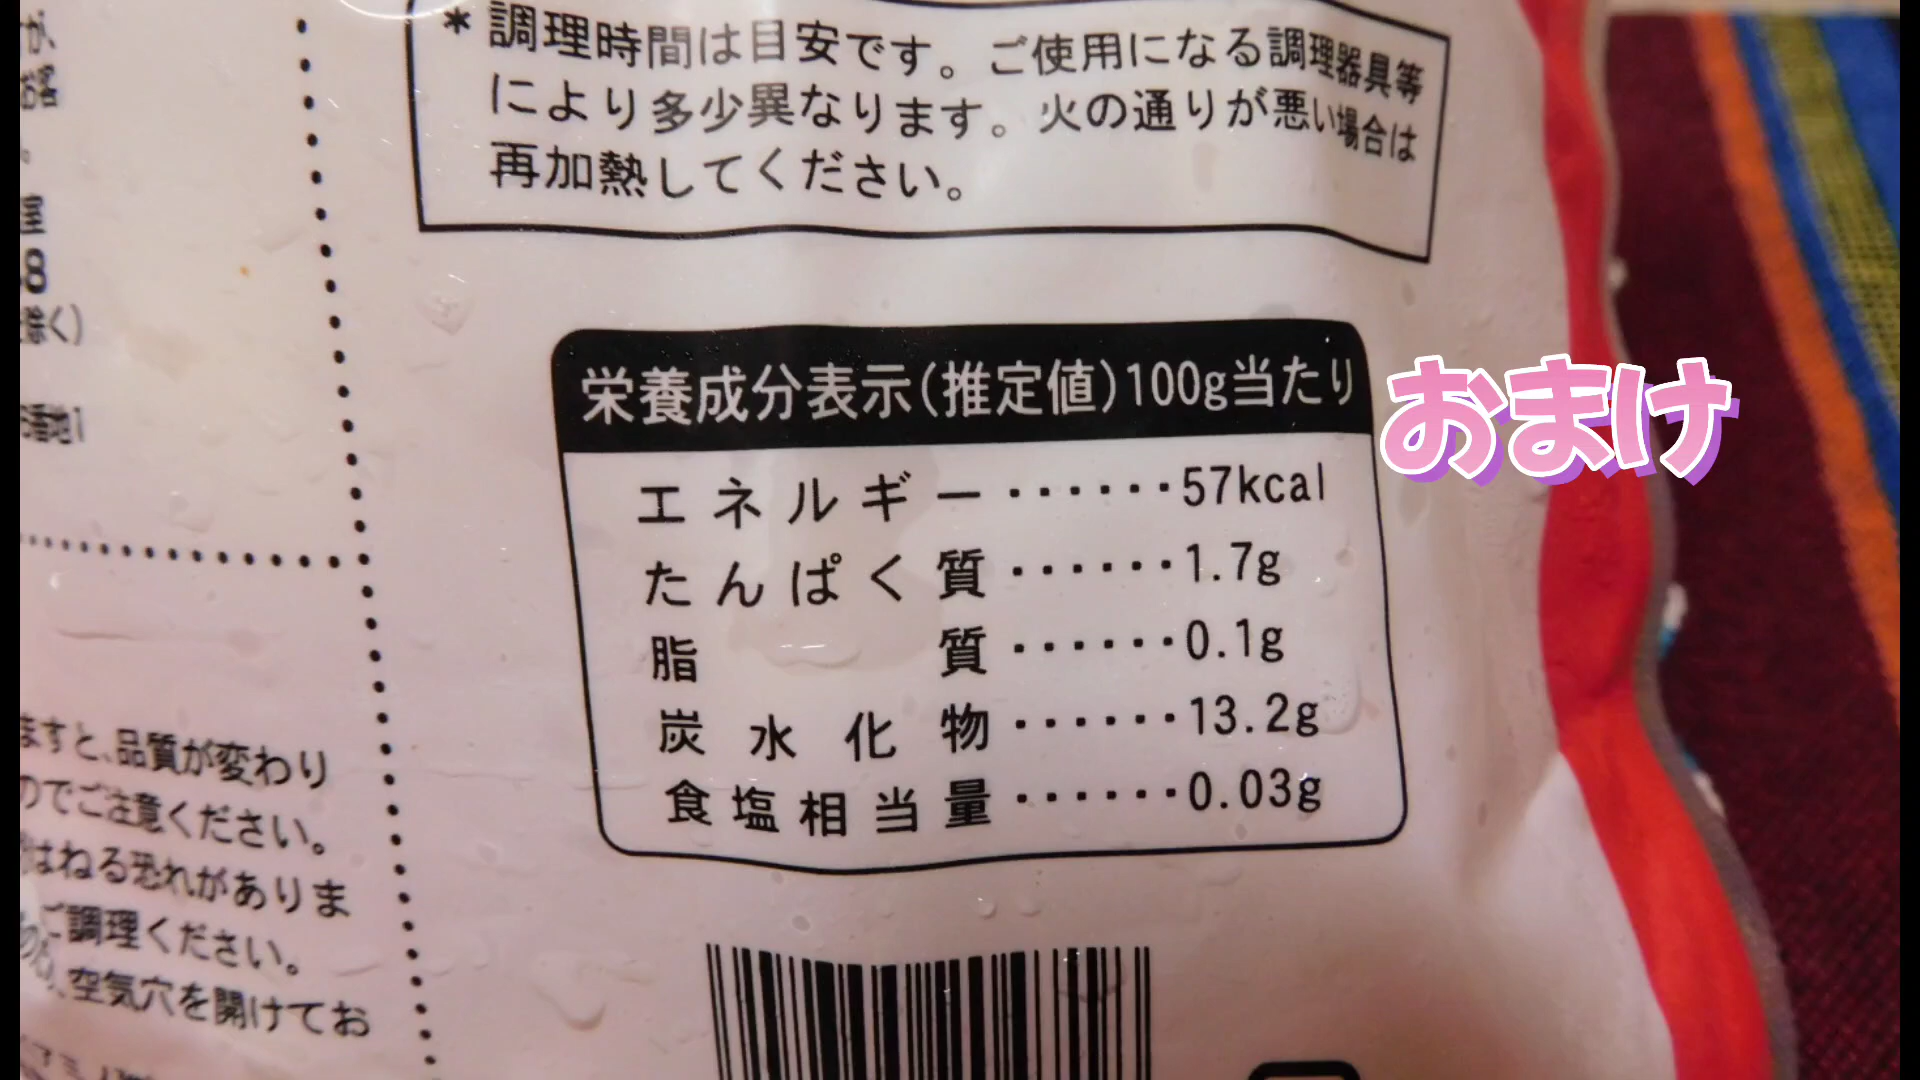 *調理時間は目安です。ご使用になる調理器具等
により多少異なります。火の通りが悪い場合は
再加熱してください。
栄養成分表示(推定値)100g当たり
エネルギー······57kcal
たんぱく質······1.7g
脂質······0.1g
炭水化物······13.2g
食塩相当量······0.03g
おまけ
が、
お客
。
8
除く)
ますと、品質が変わり
のでご注意ください。
はねる恐れがありま
ご調理ください。
空気穴を開けてお